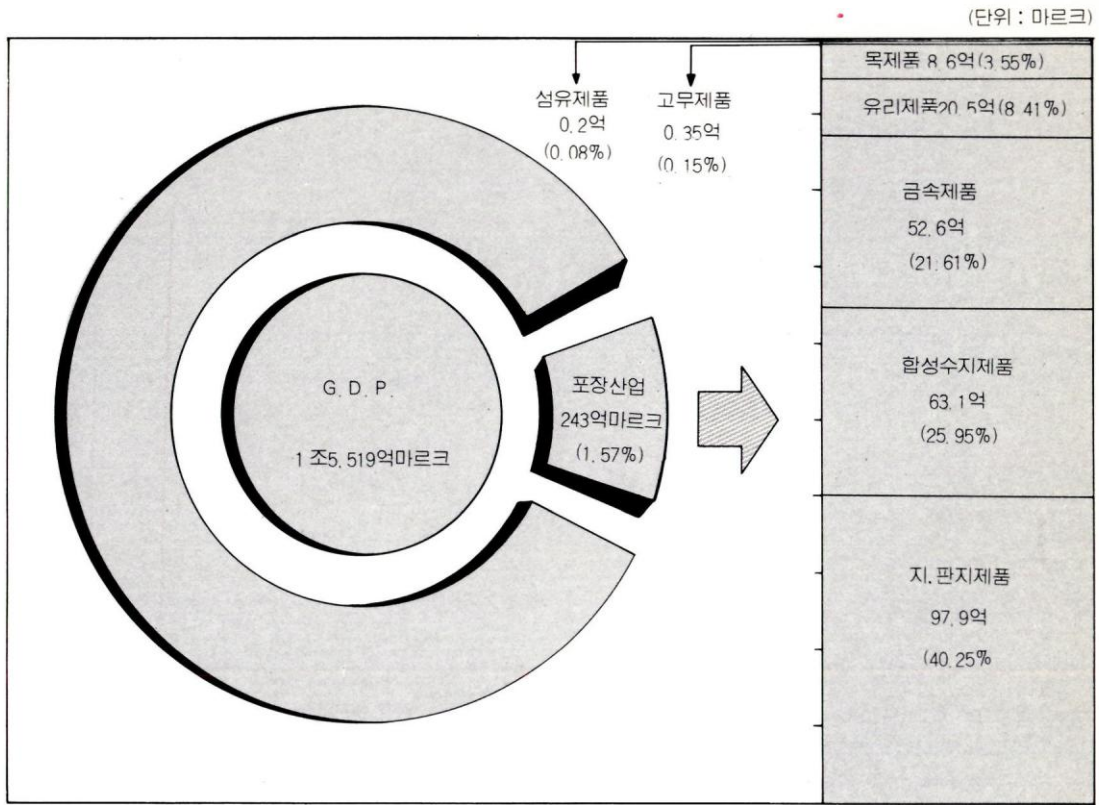 (단위 : 마르크)
섬유제품
0.2억
(0.08%)
고무제품
0.35억
(0.15%)
목제품 8.6억(3.55%)
유리제품20.5억(8.41%)
금속제품
52.6억
(21.61%)
합성수지제품
63.1억
(25.95%)
지.판지제품
97.9억
(40.25%
G.D.P.
1조5,519억마르크
포장산업
243억마르크
(1.57%)